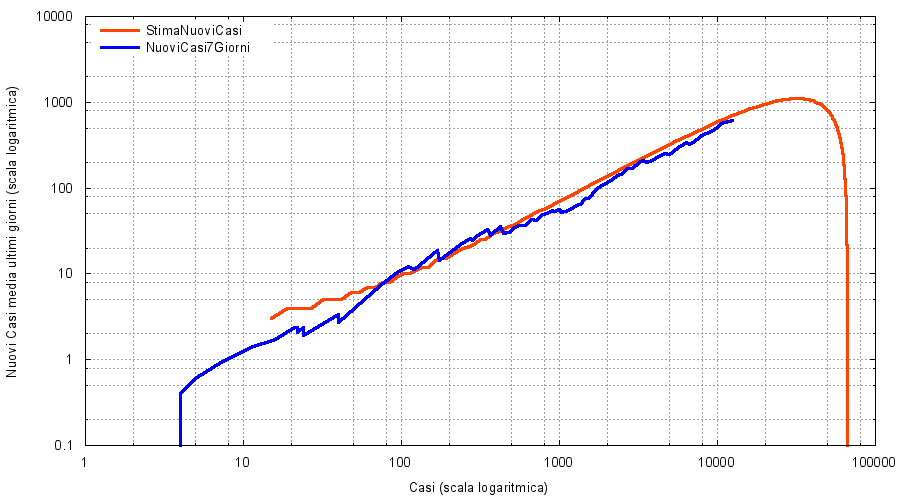 StimaNuoviCasi
NuoviCasi7Giorni
Nuovi Casi media ultimi giorni (scala logaritmica)
10000
1000
100
10
1
0.1
1 10 100 1000 10000 100000
Casi (scala logaritmica)